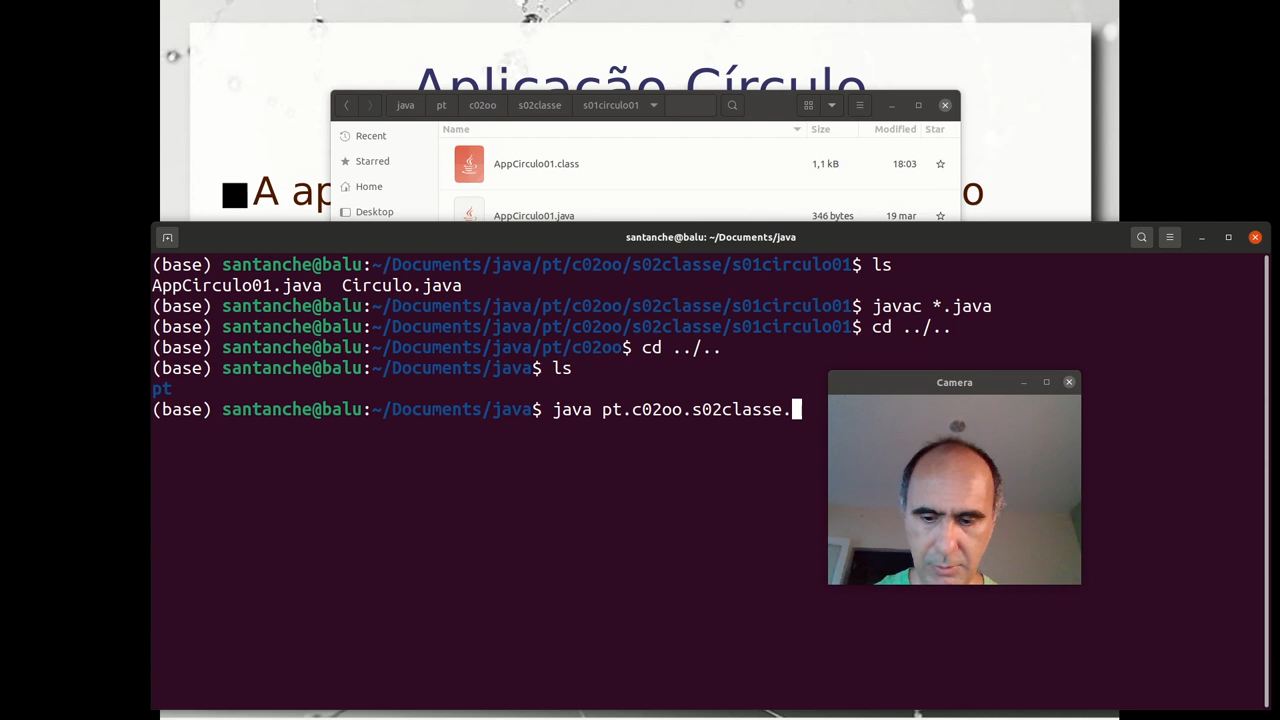 Aplicação Círculo
java pt c02oo s02classe s01circulo01
Name Size Modified Star
Recent
Starred
Home
Desktop
AppCirculo01.class 1,1 kB 18:03
AppCirculo01.java 346 bytes 19 mar
santanche@balu: ~/Documents/java
(base) santanche@balu:~/Documents/java/pt/c02oo/s02classe/s01circulo01$ ls
AppCirculo01.java Circulo.java
(base) santanche@balu:~/Documents/java/pt/c02oo/s02classe/s01circulo01$ javac *.java
(base) santanche@balu:~/Documents/java/pt/c02oo/s02classe/s01circulo01$ cd ../..
(base) santanche@balu:~/Documents/java/pt/c02oo$ cd ../..
(base) santanche@balu:~/Documents/java$ ls
pt
(base) santanche@balu:~/Documents/java$ java pt.c02oo.s02classe.
Camera